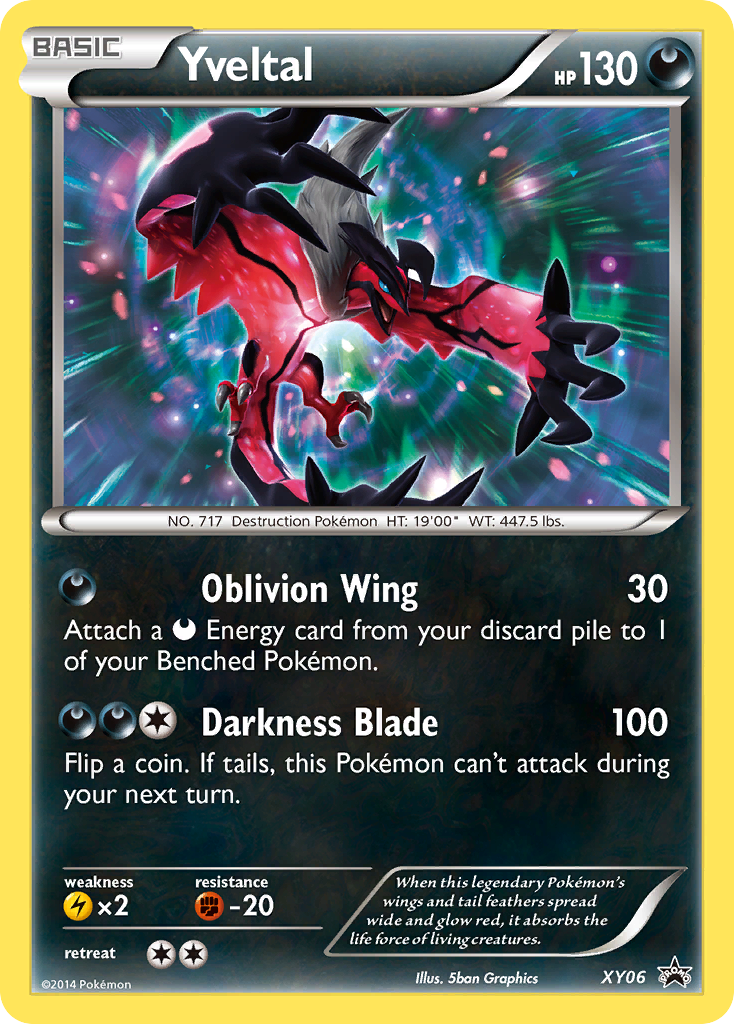 BASIC Yveltal HP130
NO. 717 Destruction Pokémon HT: 19'00" WT: 447.5 lbs.
Oblivion Wing 30
Attach a Energy card from your discard pile to 1
of your Benched Pokémon.
Darkness Blade 100
Flip a coin. If tails, this Pokémon can't attack during
your next turn.
weakness resistance
×2 -20
retreat
When this legendary Pokémon's
wings and tail feathers spread
wide and glow red, it absorbs the
life force of living creatures.
©2014 Pokémon Illus. 5ban Graphics XY06 PROMO